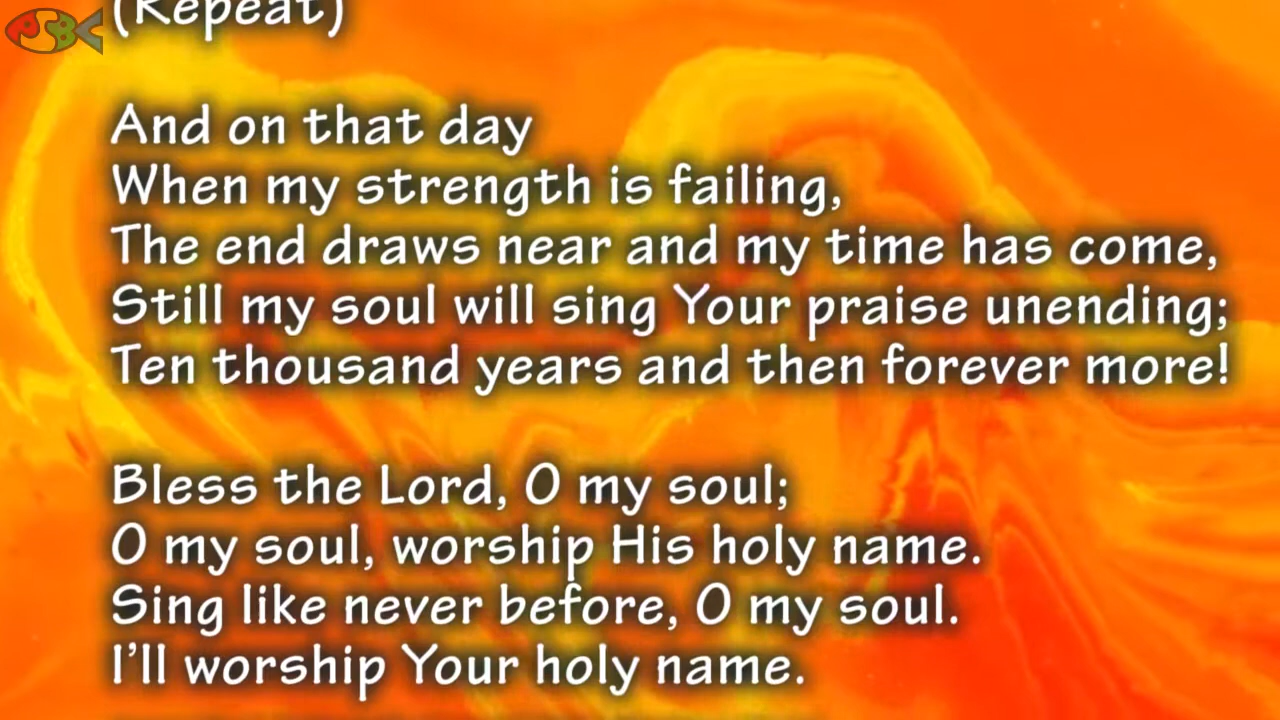 PSBC
(Repeat)
And on that day
When my strength is failing,
The end draws near and my time has come,
Still my soul will sing Your praise unending;
Ten thousand years and then forever more!
Bless the Lord, O my soul;
O my soul, worship His holy name.
Sing like never before, O my soul.
I'll worship Your holy name.